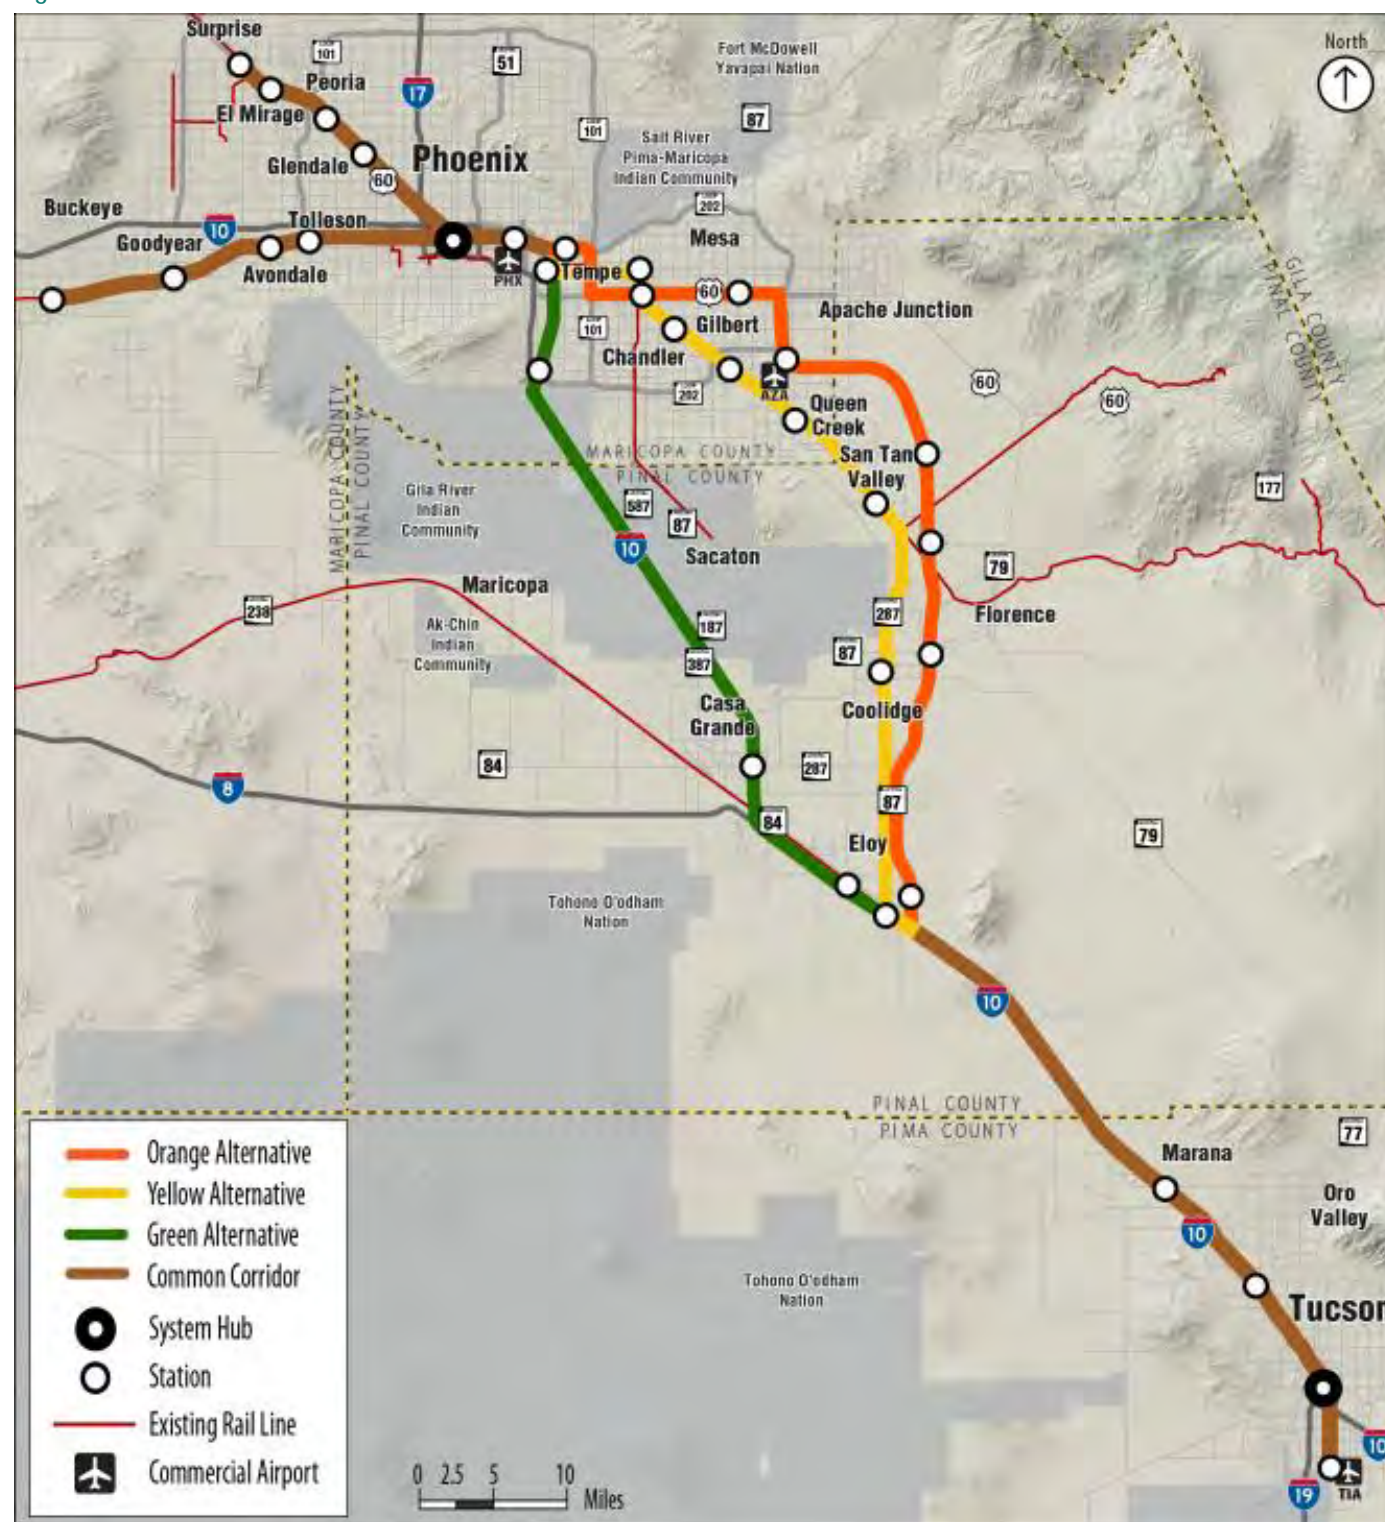 Surprise
LOOP
101
51
Fort McDowell
Yavapai Nation
North
Peoria
17
El Mirage
87
101
Salt River
Pima-Maricopa
Indian Community
Phoenix
Glendale
60
LOOP
202
Buckeye
Tolleson
10
Goodyear
Mesa
Avondale
PHX
Tempe
60
GILA COUNTY
PINAL COUNTY
Apache Junction
101
Gilbert
Chandler
AZA
202
60
60
Queen
Creek
MARICOPA COUNTY
PINAL COUNTY
MARICOPA COUNTY
PINAL COUNTY
San Tan
Valley
177
Gila River
Indian
Community
587
87
10
Sacaton
79
Maricopa
238
287
Florence
Ak-Chin
Indian
Community
187
387
87
Casa
Grande
Coolidge
84
287
8
87
84
79
Eloy
Tohono O'odham
Nation
10
PINAL COUNTY
PIMA COUNTY
77
Marana
Oro
Valley
10
Tohono O'odham
Nation
Tucson
10
19
TIA
Orange Alternative
Yellow Alternative
Green Alternative
Common Corridor
System Hub
Station
Existing Rail Line
Commercial Airport
0 2.5 5 10
Miles